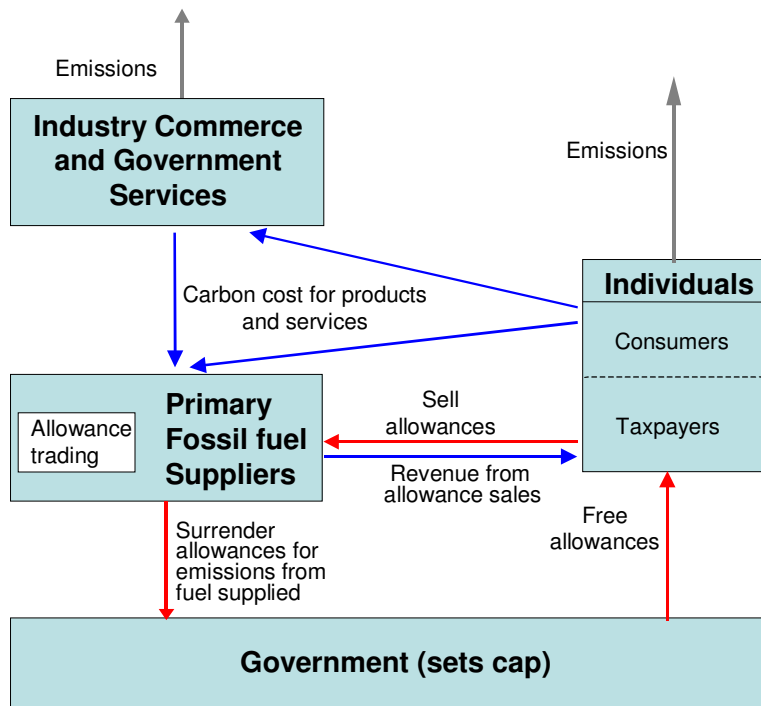 Emissions
Industry Commerce
and Government
Services
Emissions
Carbon cost for products
and services
Individuals
Consumers
Taxpayers
Allowance
trading
Primary
Fossil fuel
Suppliers
Sell
allowances
Revenue from
allowance sales
Surrender
allowances for
emissions from
fuel supplied
Free
allowances
Government (sets cap)